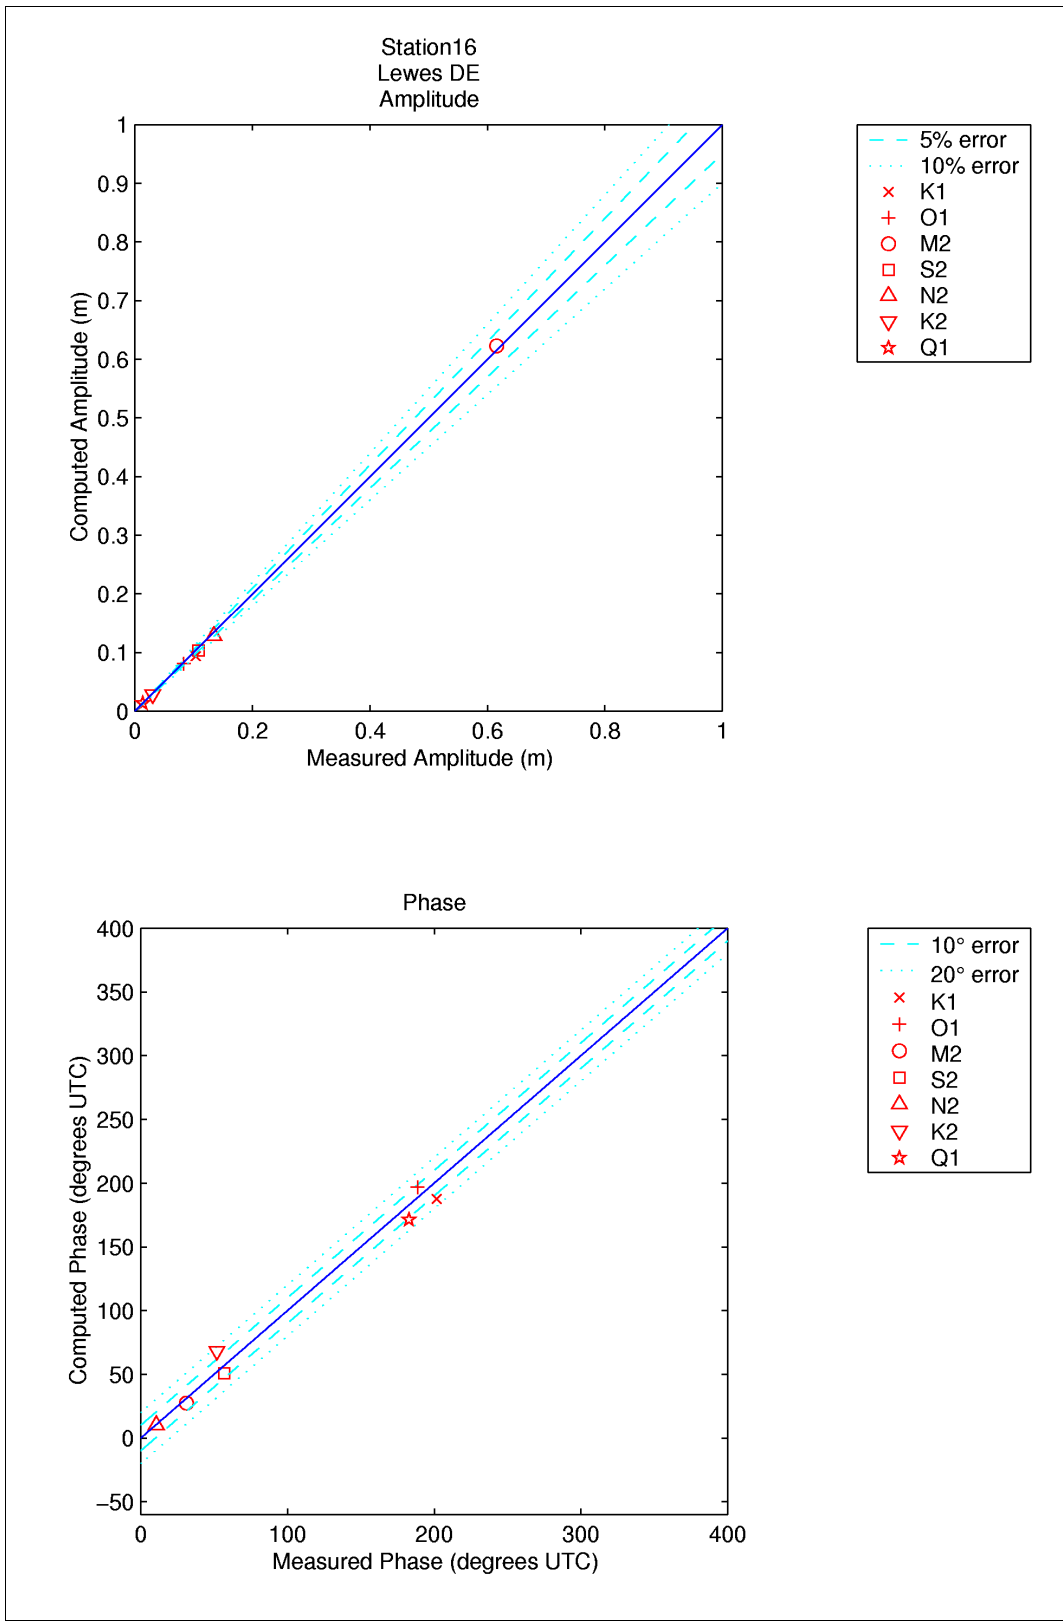 Station16
Lewes DE
Amplitude
1
0.9
0.8
0.7
0.6
0.5
0.4
0.3
0.2
0.1
0
Computed Amplitude (m)
0 0.2 0.4 0.6 0.8 1
Measured Amplitude (m)
5% error
10% error
K1
O1
M2
S2
N2
K2
Q1
Phase
400
350
300
250
200
150
100
50
0
−50
Computed Phase (degrees UTC)
0 100 200 300 400
Measured Phase (degrees UTC)
10° error
20° error
K1
O1
M2
S2
N2
K2
Q1